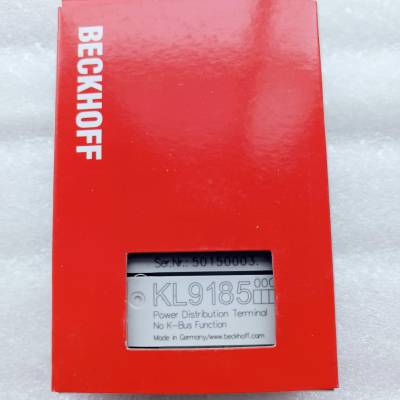 BECKHOFF
Ser.Nr.: 50150003.
KL9185
Power Distribution Terminal
No K-Bus Function
Made in Germany/www.beckhoff.com